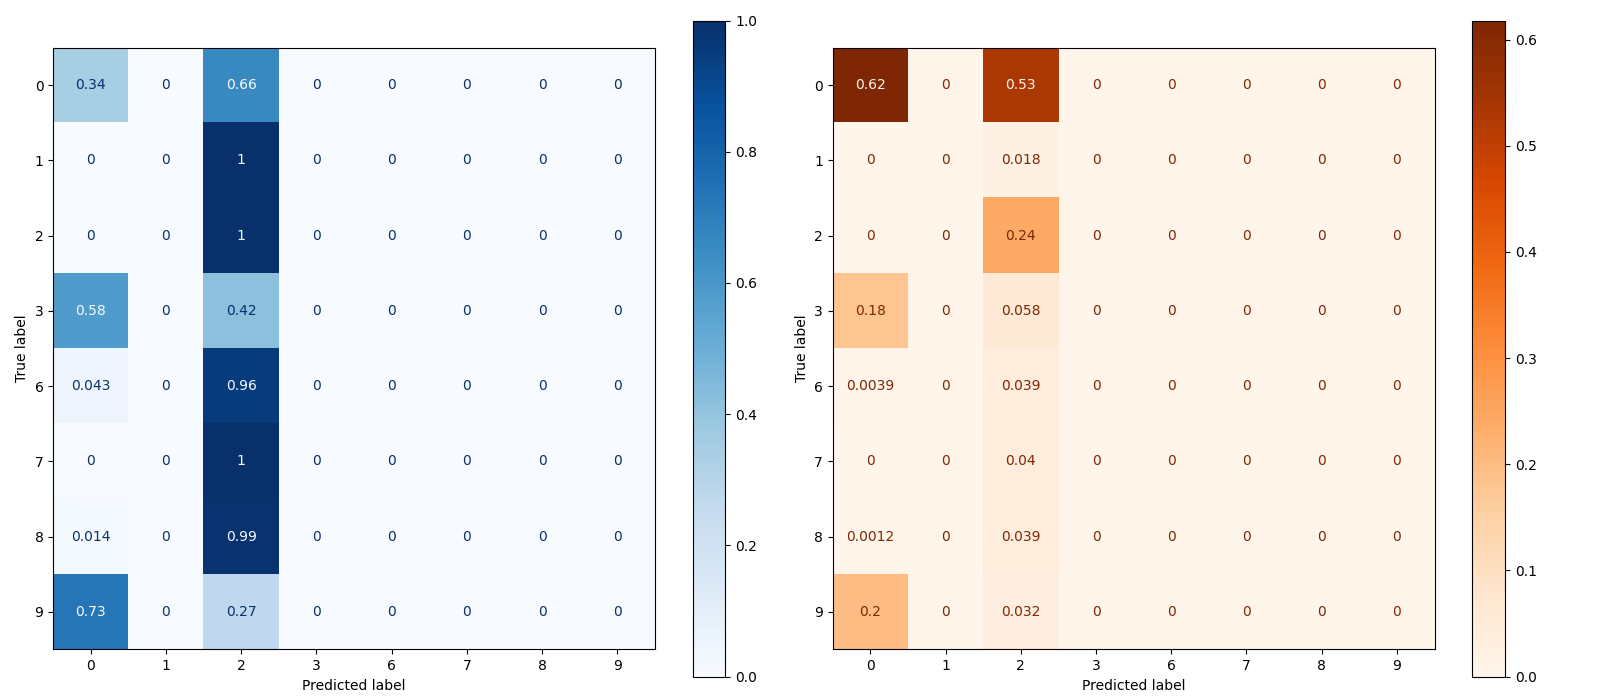 0 0.34 0 0.66 0 0 0 0 0
1 0 0 1 0 0 0 0 0
2 0 0 1 0 0 0 0 0
3 0.58 0 0.42 0 0 0 0 0
6 0.043 0 0.96 0 0 0 0 0
7 0 0 1 0 0 0 0 0
8 0.014 0 0.99 0 0 0 0 0
9 0.73 0 0.27 0 0 0 0 0
0 1 2 3 6 7 8 9
Predicted label
True label
1.0
0.8
0.6
0.4
0.2
0.0
0 0.62 0 0.53 0 0 0 0 0
1 0 0 0.018 0 0 0 0 0
2 0 0 0.24 0 0 0 0 0
3 0.18 0 0.058 0 0 0 0 0
6 0.0039 0 0.039 0 0 0 0 0
7 0 0 0.04 0 0 0 0 0
8 0.0012 0 0.039 0 0 0 0 0
9 0.2 0 0.032 0 0 0 0 0
0 1 2 3 6 7 8 9
Predicted label
True label
0.6
0.5
0.4
0.3
0.2
0.1
0.0